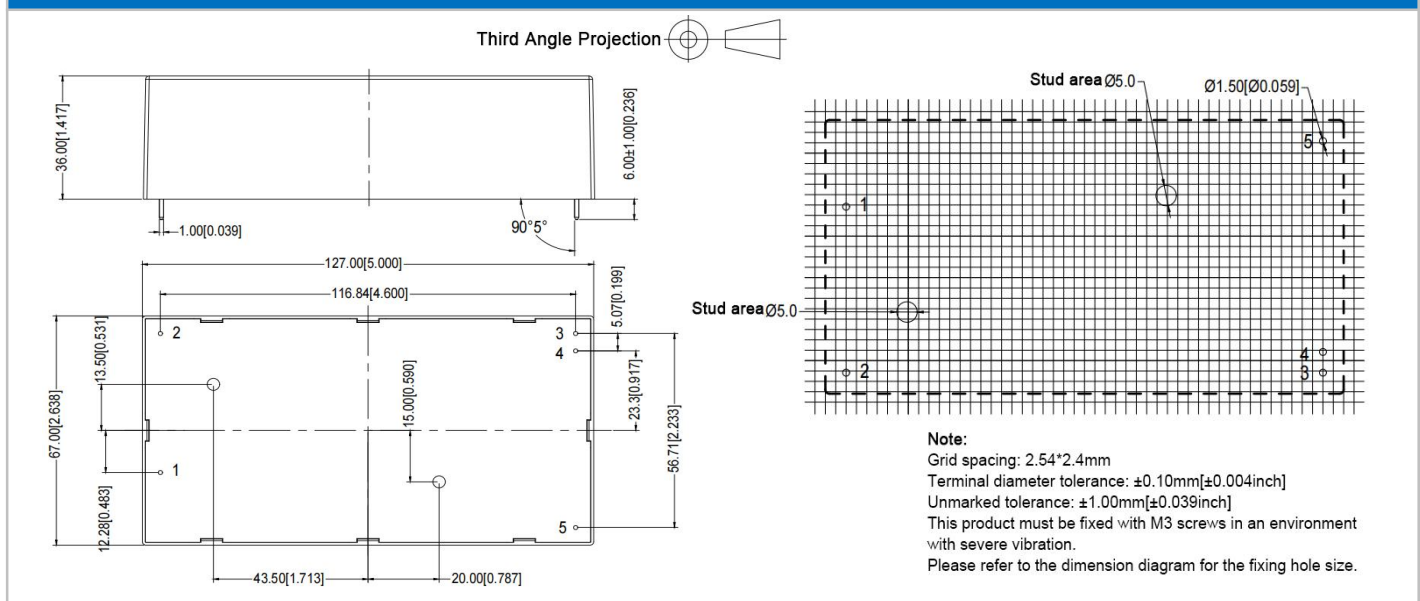 Third Angle Projection
36.00[1.417]
6.00±1.00[0.236]
1.00[0.039]
90°5°
127.00[5.000]
116.84[4.600]
5.07[0.199]
13.50[0.531]
2
3
4
67.00[2.638]
15.00[0.590]
23.3[0.917]
56.71[2.233]
1
12.28[0.483]
5
43.50[1.713]
20.00[0.787]
Stud area Ø5.0
Ø1.50[Ø0.059]
5
1
Stud area Ø5.0
4
2
3
Note:
Grid spacing: 2.54*2.4mm
Terminal diameter tolerance: ±0.10mm[±0.004inch]
Unmarked tolerance: ±1.00mm[±0.039inch]
This product must be fixed with M3 screws in an environment
with severe vibration.
Please refer to the dimension diagram for the fixing hole size.